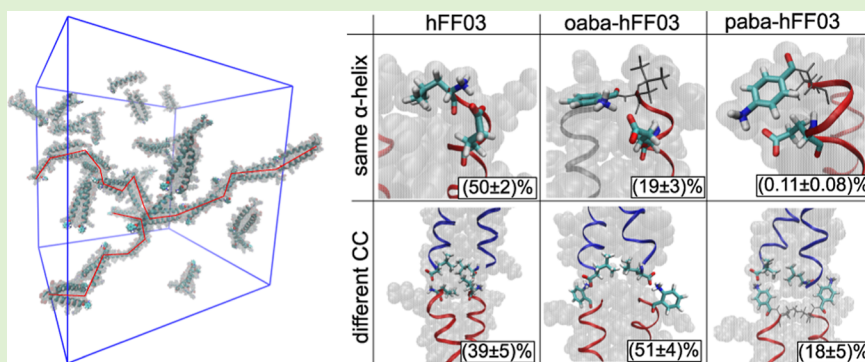 hFF03 oaba-hFF03 paba-hFF03
same α-helix
(50±2)% (19±3)% (0.11±0.08)%
different CC
(39±5)% (51±4)% (18±5)%